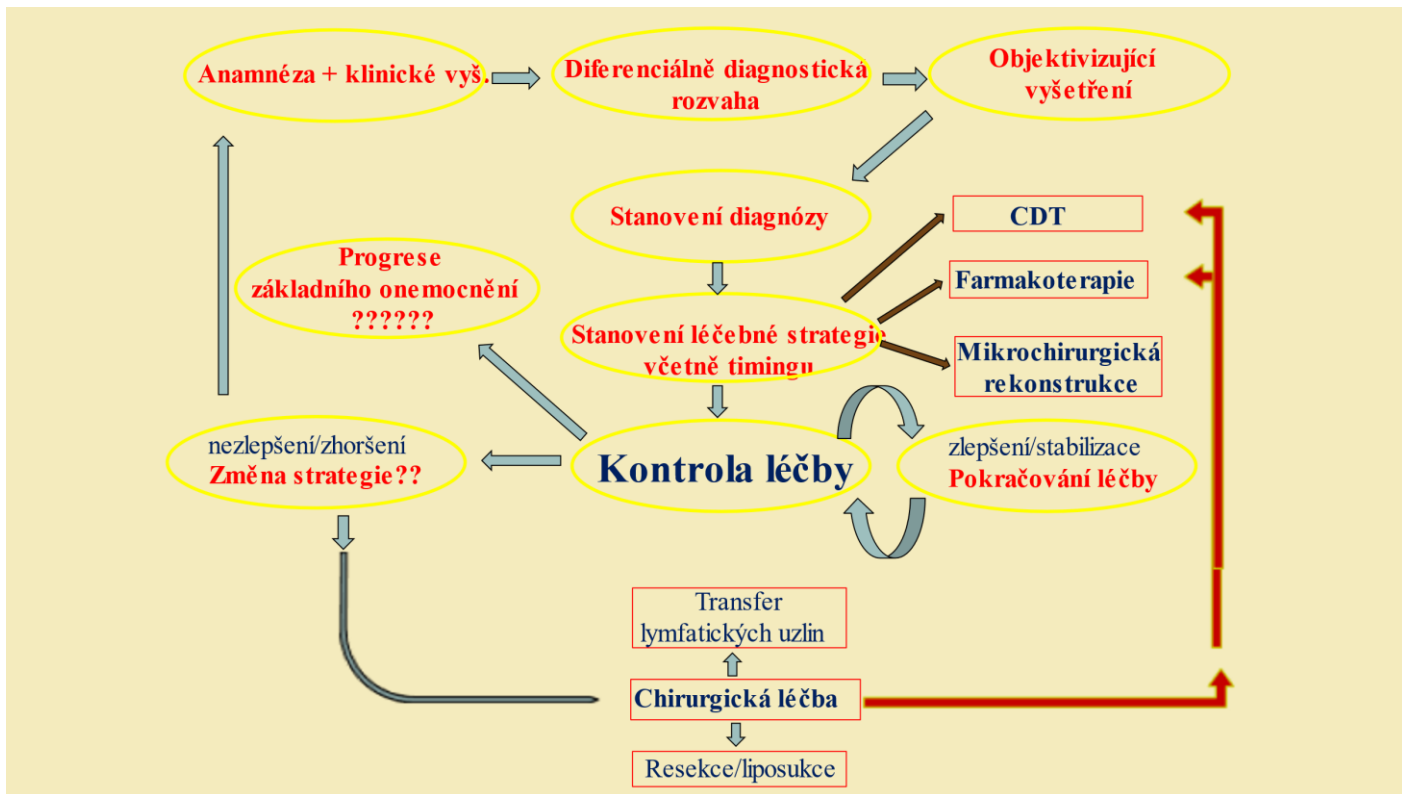 Anamnéza + klinické vyš.
Diferenciálně diagnostická
rozvaha
Objektivizující
vyšetření
Stanovení diagnózy
CDT
Progrese
základního onemocnění
??????
Farmakoterapie
Stanovení léčebné strategie
včetně timingu
Mikrochirurgická
rekonstrukce
nezlepšení/zhoršení
Změna strategie??
Kontrola léčby
zlepšení/stabilizace
Pokračování léčby
Transfer
lymfatických uzlin
Chirurgická léčba
Resekce/liposukce